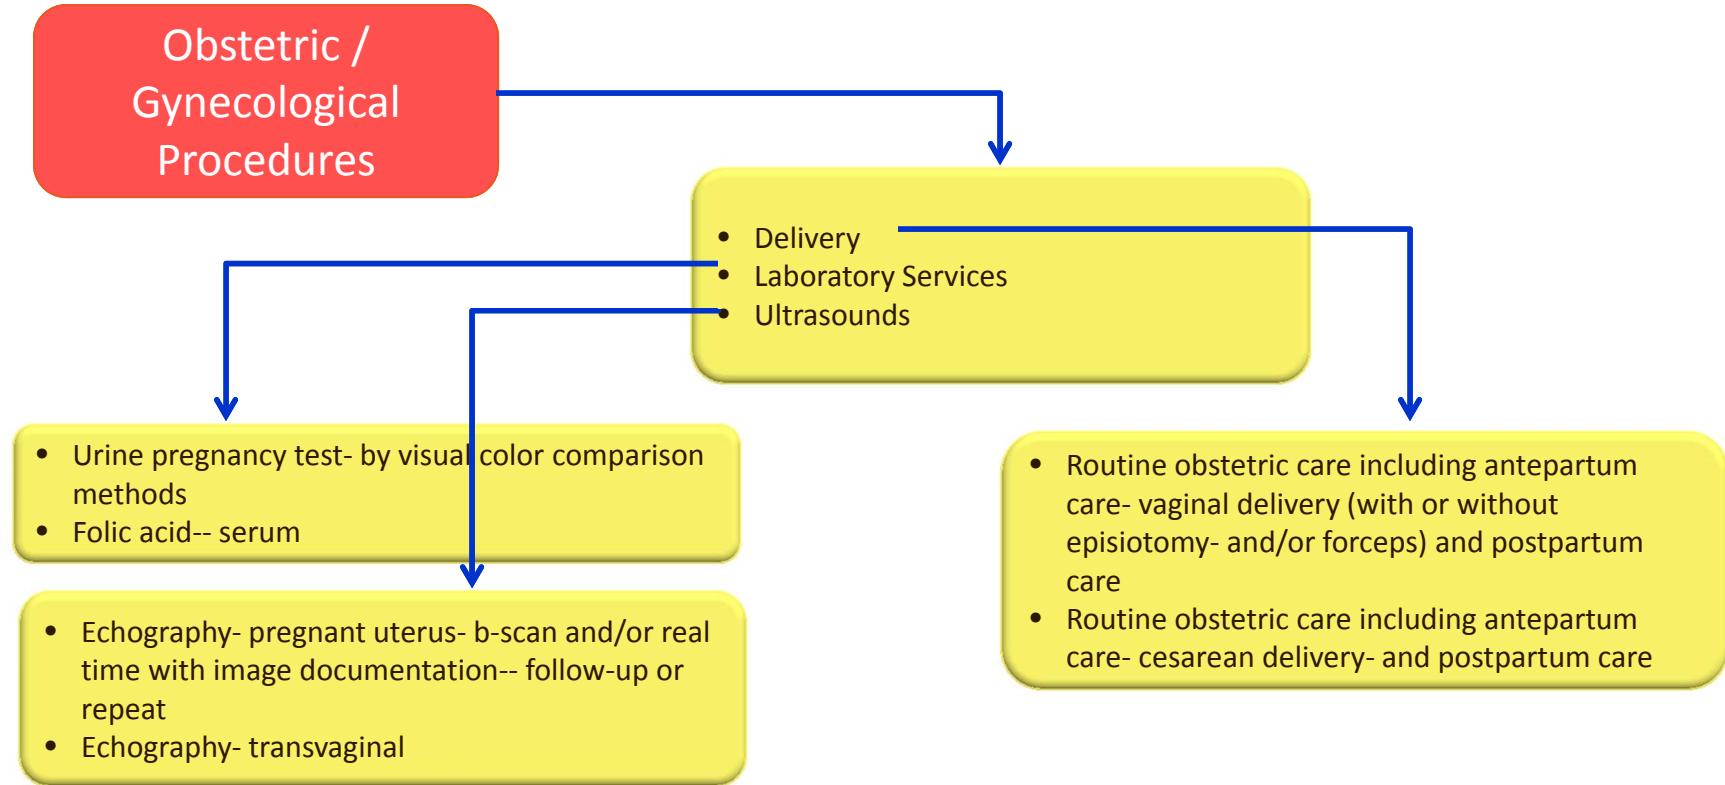 Obstetric /
Gynecological
Procedures
• Delivery
• Laboratory Services
• Ultrasounds
• Urine pregnancy test- by visual color comparison
methods
• Folic acid-- serum
• Echography- pregnant uterus- b-scan and/or real
time with image documentation-- follow-up or
repeat
• Echography- transvaginal
• Routine obstetric care including antepartum
care- vaginal delivery (with or without
episiotomy- and/or forceps) and postpartum
care
• Routine obstetric care including antepartum
care- cesarean delivery- and postpartum care